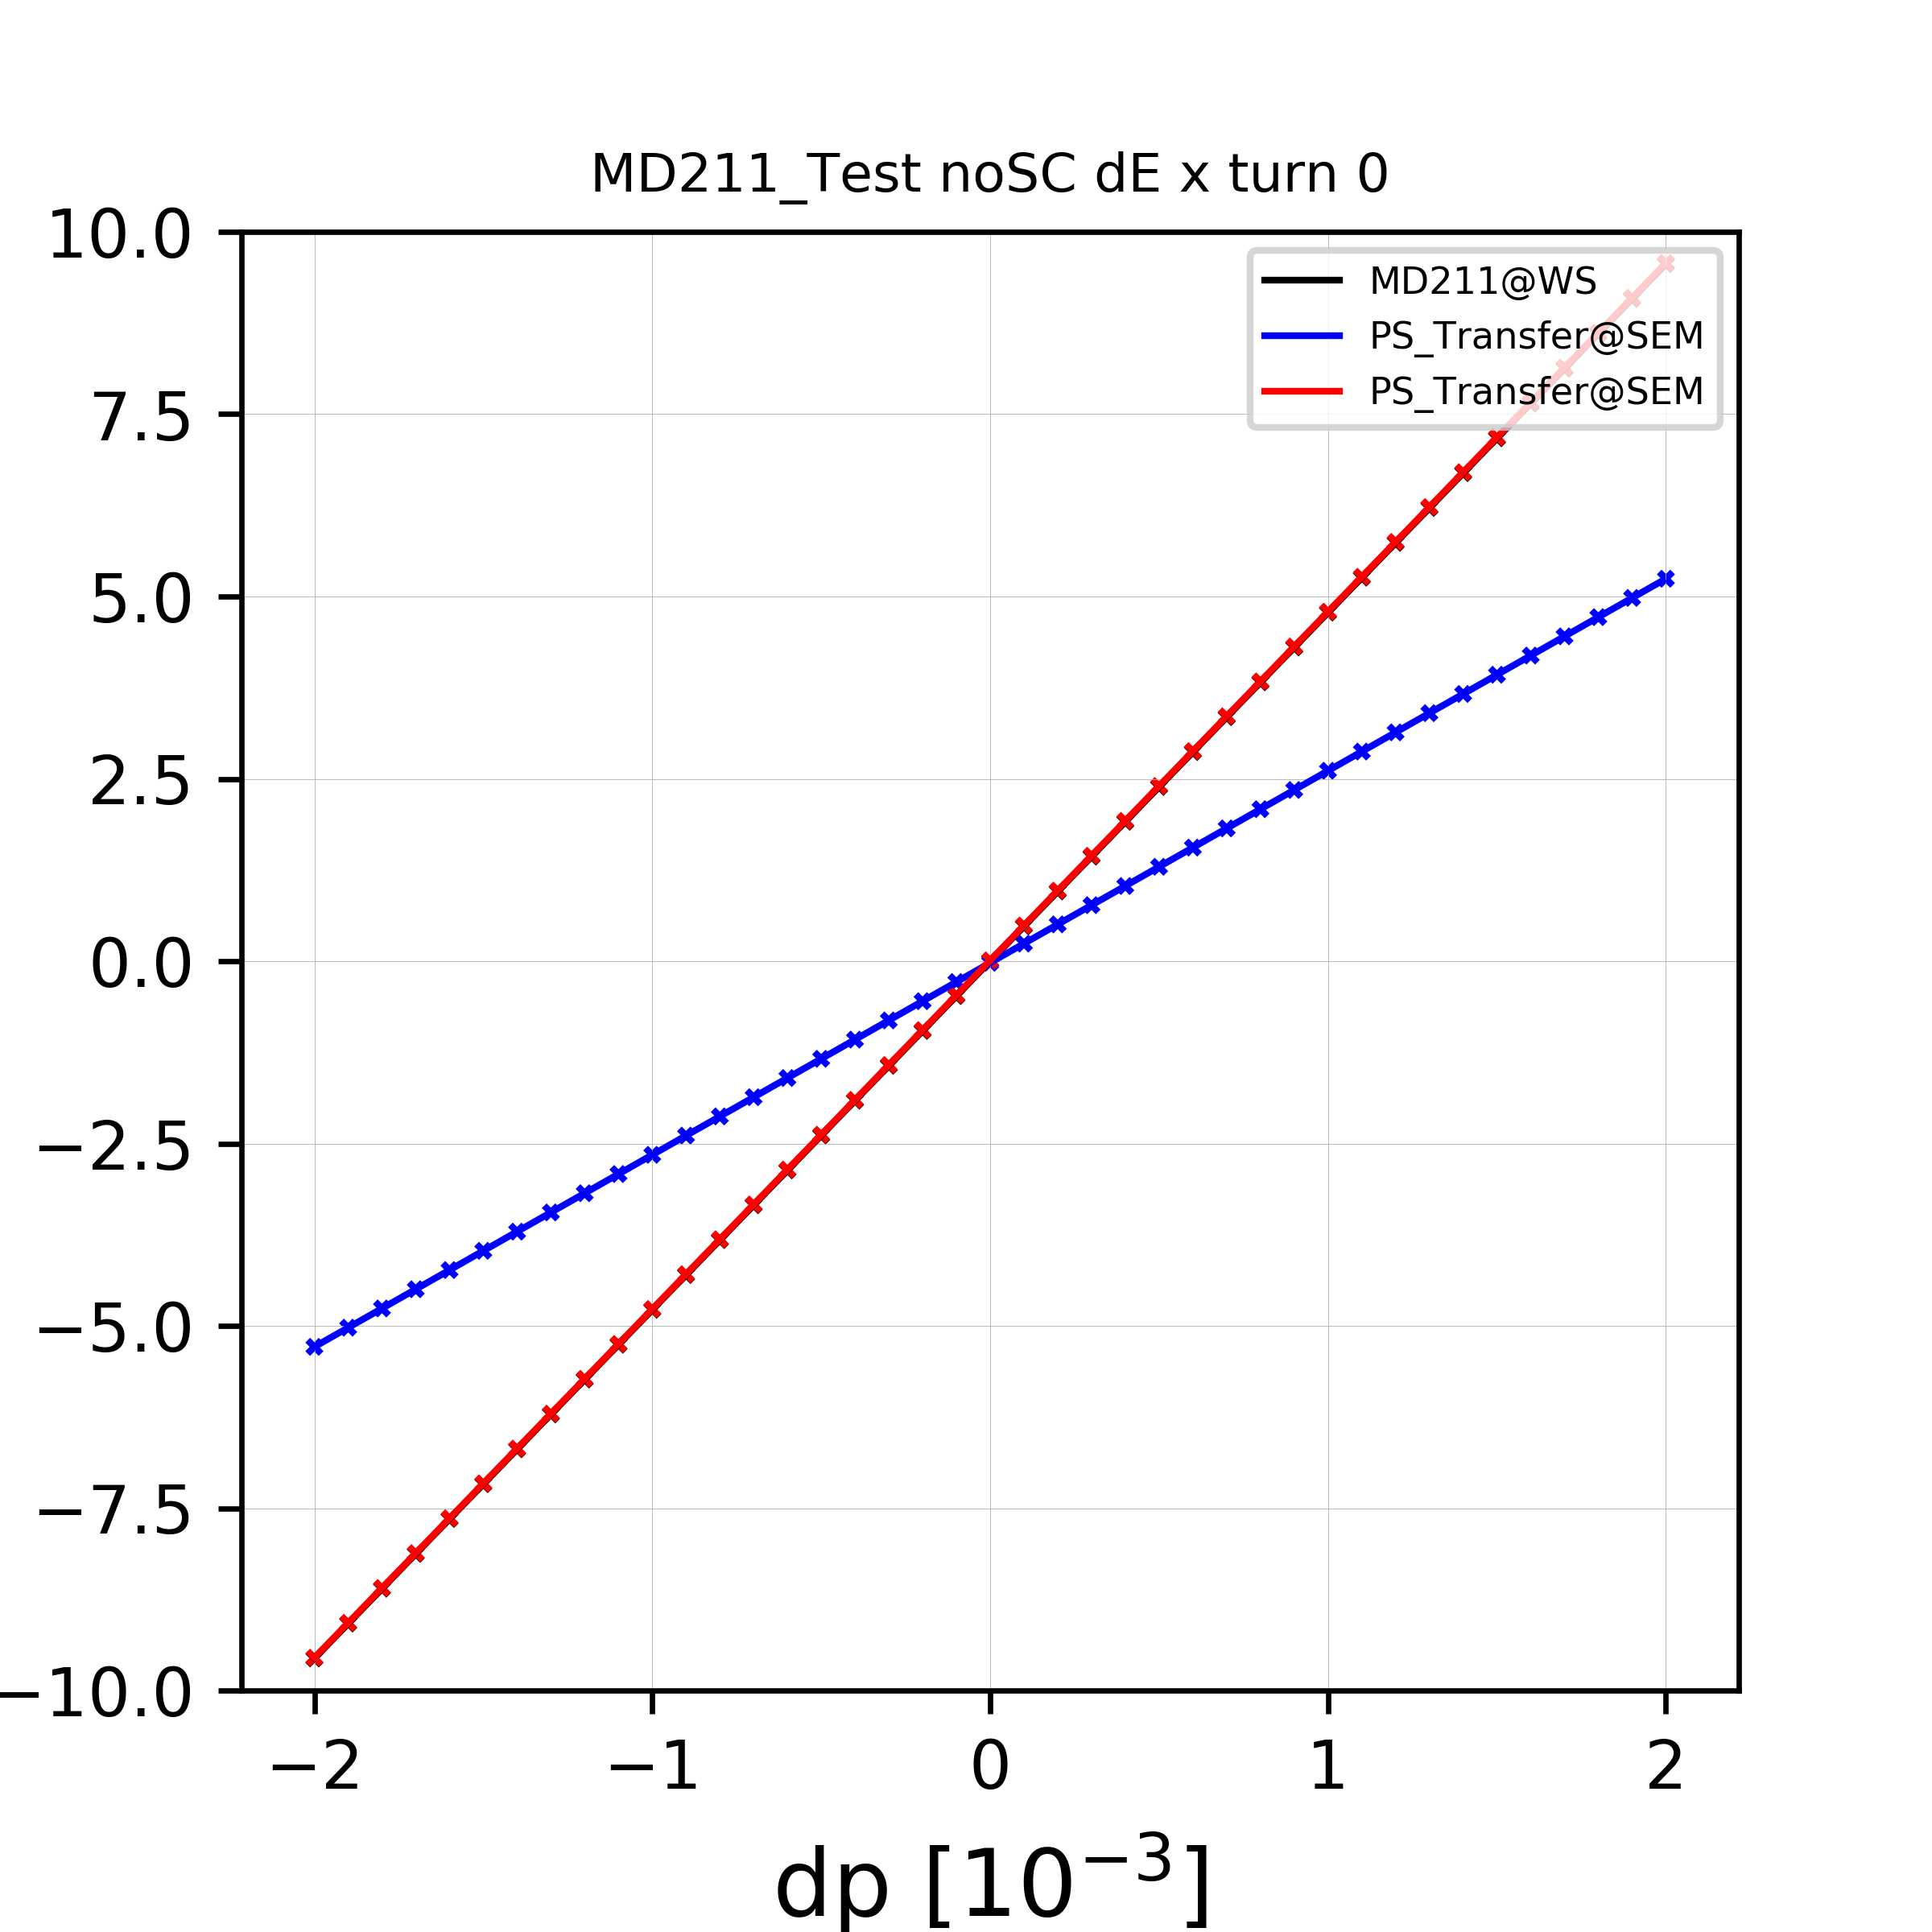 MD211_Test noSC dE x turn 0
10.0
7.5
5.0
2.5
0.0
−2.5
−5.0
−7.5
−10.0
MD211@WS
PS_Transfer@SEM
PS_Transfer@SEM
−2 −1 0 1 2
dp [10⁻³]